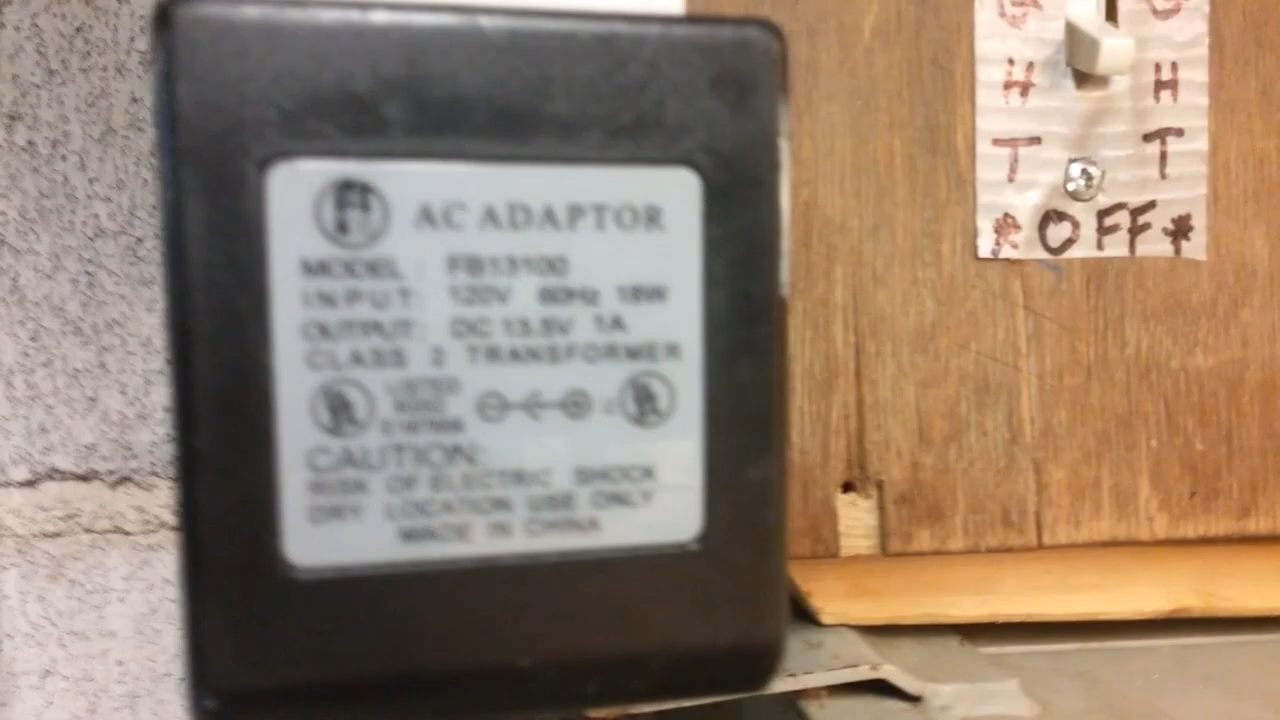 AC ADAPTOR
MODEL : FB13100
INPUT: 120V 60Hz 18W
OUTPUT: DC 13.5V 1A
CLASS 2 TRANSFORMER
LISTED
CAUTION:
RISK OF ELECTRIC SHOCK
DRY LOCATION USE ONLY
MADE IN CHINA
G G
H H
T T
*OFF*